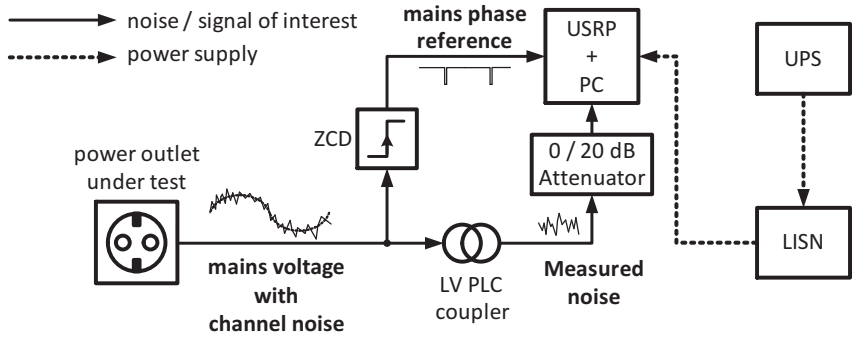 noise / signal of interest
power supply
mains phase
reference
USRP
+
PC
UPS
ZCD
0 / 20 dB
Attenuator
power outlet
under test
LISN
mains voltage
with
channel noise
LV PLC
coupler
Measured
noise